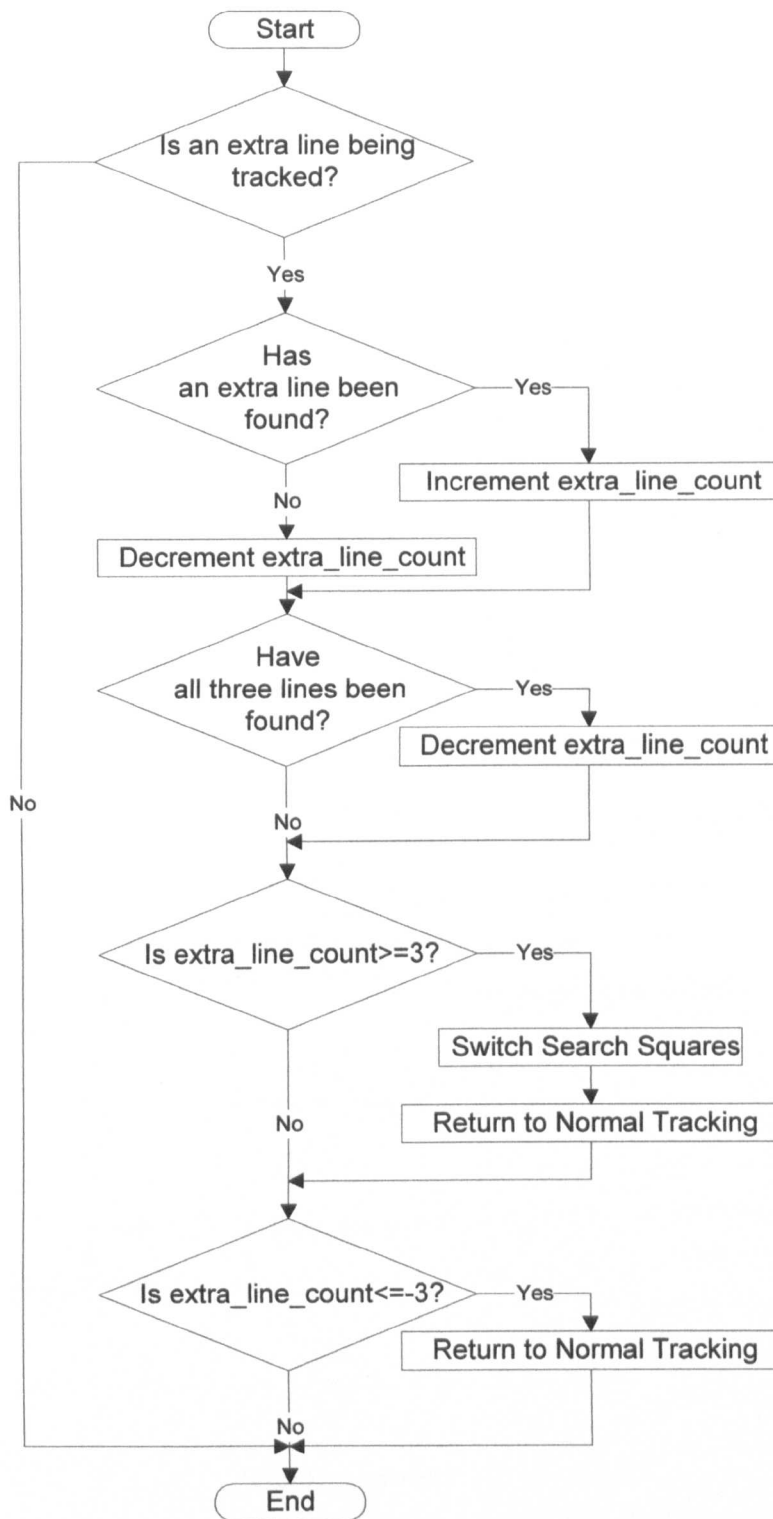 Start
Is an extra line being
tracked?
Yes
Has
an extra line been
found?
Yes
Increment extra_line_count
No
Decrement extra_line_count
Have
all three lines been
found?
Yes
Decrement extra_line_count
No
No
Is extra_line_count>=3?
Yes
Switch Search Squares
Return to Normal Tracking
No
Is extra_line_count<=-3?
Yes
Return to Normal Tracking
No
End